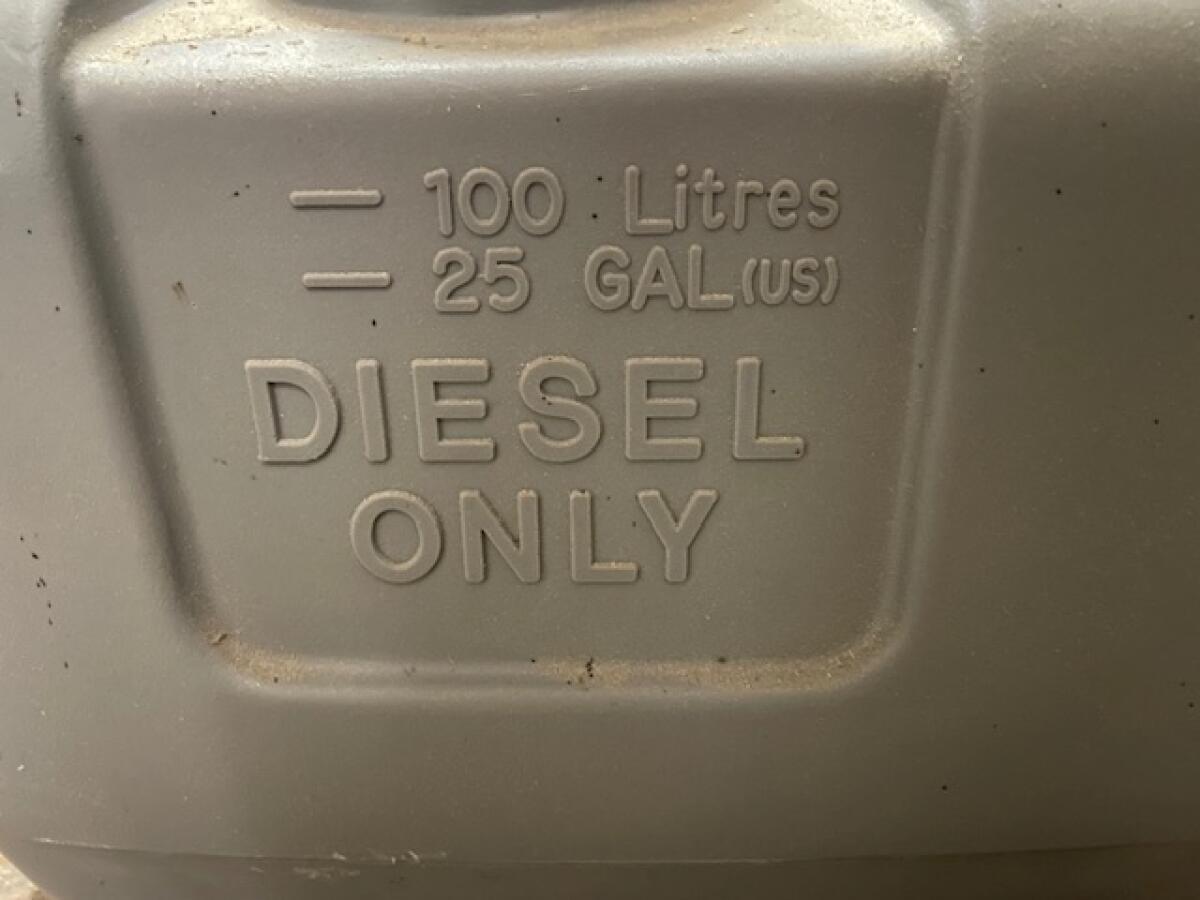 — 100 Litres
— 25 GAL (US)
DIESEL
ONLY